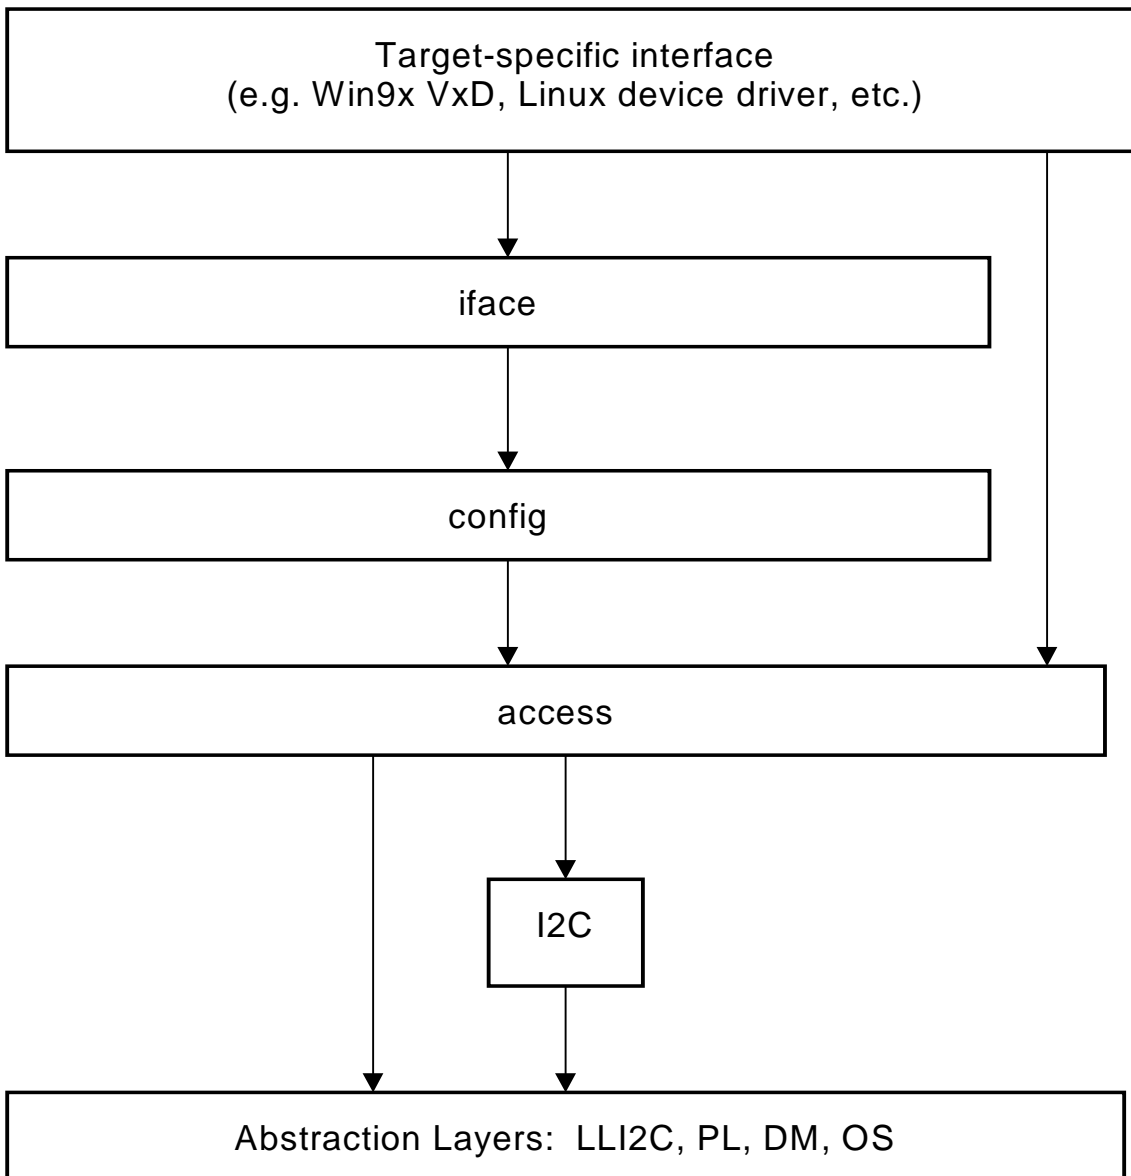 Target-specific interface
(e.g. Win9x VxD, Linux device driver, etc.)
iface
config
access
I2C
Abstraction Layers:  LLI2C, PL, DM, OS